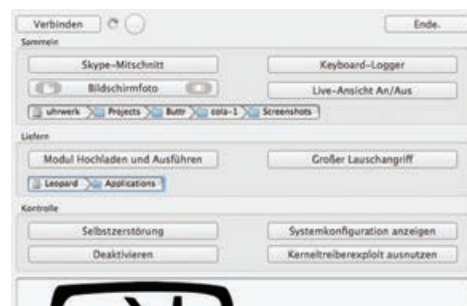 Verbinden Ende.
Sammeln
Skype-Mitschnitt Keyboard-Logger
Bildschirmfoto Live-Ansicht An/Aus
uhrwerk Projects Buttr cola-1 Screenshots
Liefern
Modul Hochladen und Ausführen Großer Lauschangriff
Leopard Applications
Kontrolle
Selbstzerstörung Systemkonfiguration anzeigen
Deaktivieren Kerneltreiberexploit ausnutzen